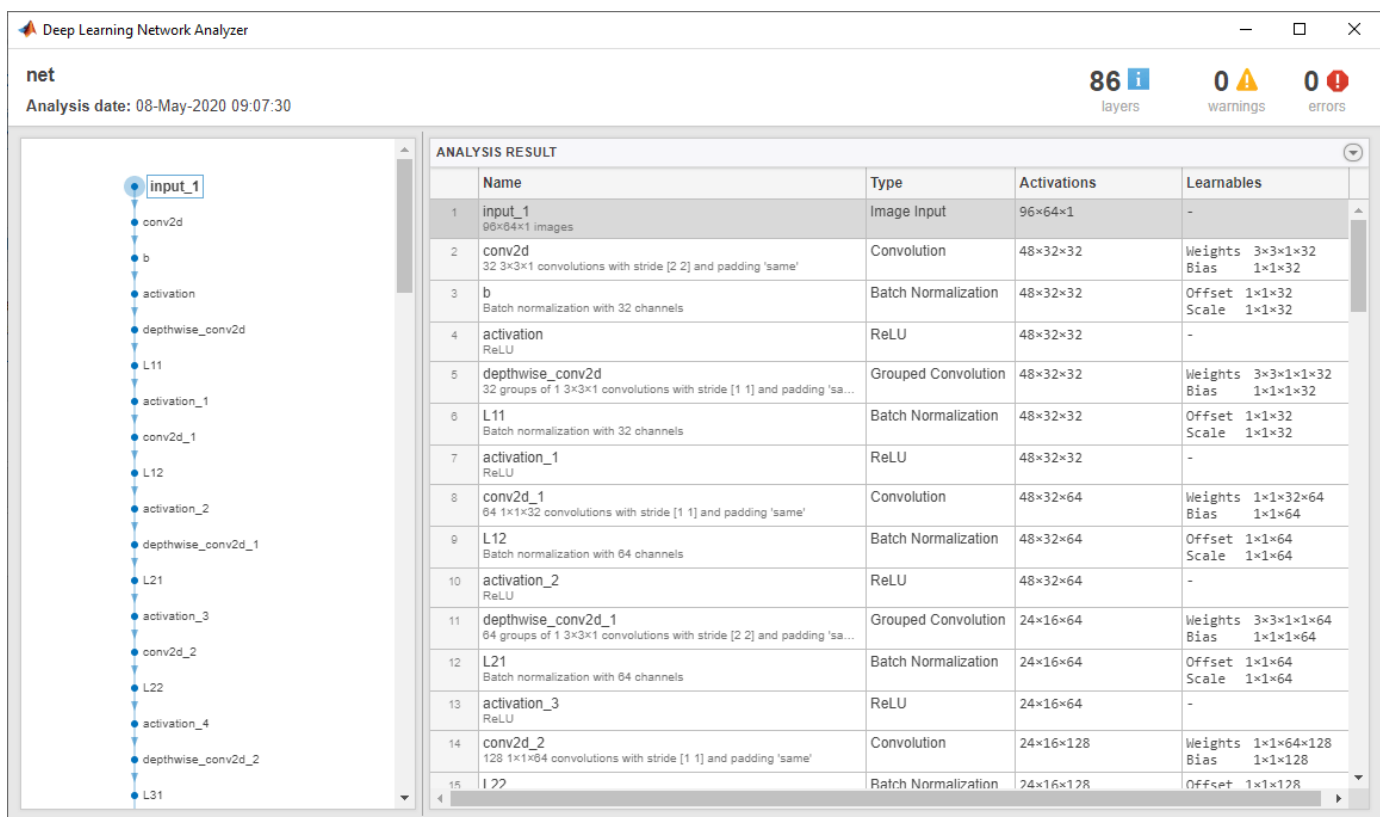 Deep Learning Network Analyzer
net
Analysis date: 08-May-2020 09:07:30
86 i
layers
0
warnings
0
errors
input_1
conv2d
b
activation
depthwise_conv2d
L11
activation_1
conv2d_1
L12
activation_2
depthwise_conv2d_1
L21
activation_3
conv2d_2
L22
activation_4
depthwise_conv2d_2
L31
ANALYSIS RESULT
Name Type Activations Learnables
1 input_1 Image Input 96×64×1 -
96×64×1 images
2 conv2d Convolution 48×32×32 Weights 3×3×1×32
32 3×3×1 convolutions with stride [2 2] and padding 'same' Bias 1×1×32
3 b Batch Normalization 48×32×32 Offset 1×1×32
Batch normalization with 32 channels Scale 1×1×32
4 activation ReLU 48×32×32 -
ReLU
5 depthwise_conv2d Grouped Convolution 48×32×32 Weights 3×3×1×1×32
32 groups of 1 3×3×1 convolutions with stride [1 1] and padding 'sa... Bias 1×1×1×32
6 L11 Batch Normalization 48×32×32 Offset 1×1×32
Batch normalization with 32 channels Scale 1×1×32
7 activation_1 ReLU 48×32×32 -
ReLU
8 conv2d_1 Convolution 48×32×64 Weights 1×1×32×64
64 1×1×32 convolutions with stride [1 1] and padding 'same' Bias 1×1×64
9 L12 Batch Normalization 48×32×64 Offset 1×1×64
Batch normalization with 64 channels Scale 1×1×64
10 activation_2 ReLU 48×32×64 -
ReLU
11 depthwise_conv2d_1 Grouped Convolution 24×16×64 Weights 3×3×1×1×64
64 groups of 1 3×3×1 convolutions with stride [2 2] and padding 'sa... Bias 1×1×1×64
12 L21 Batch Normalization 24×16×64 Offset 1×1×64
Batch normalization with 64 channels Scale 1×1×64
13 activation_3 ReLU 24×16×64 -
ReLU
14 conv2d_2 Convolution 24×16×128 Weights 1×1×64×128
128 1×1×64 convolutions with stride [1 1] and padding 'same' Bias 1×1×128
15 L22 Batch Normalization 24×16×128 Offset 1×1×128